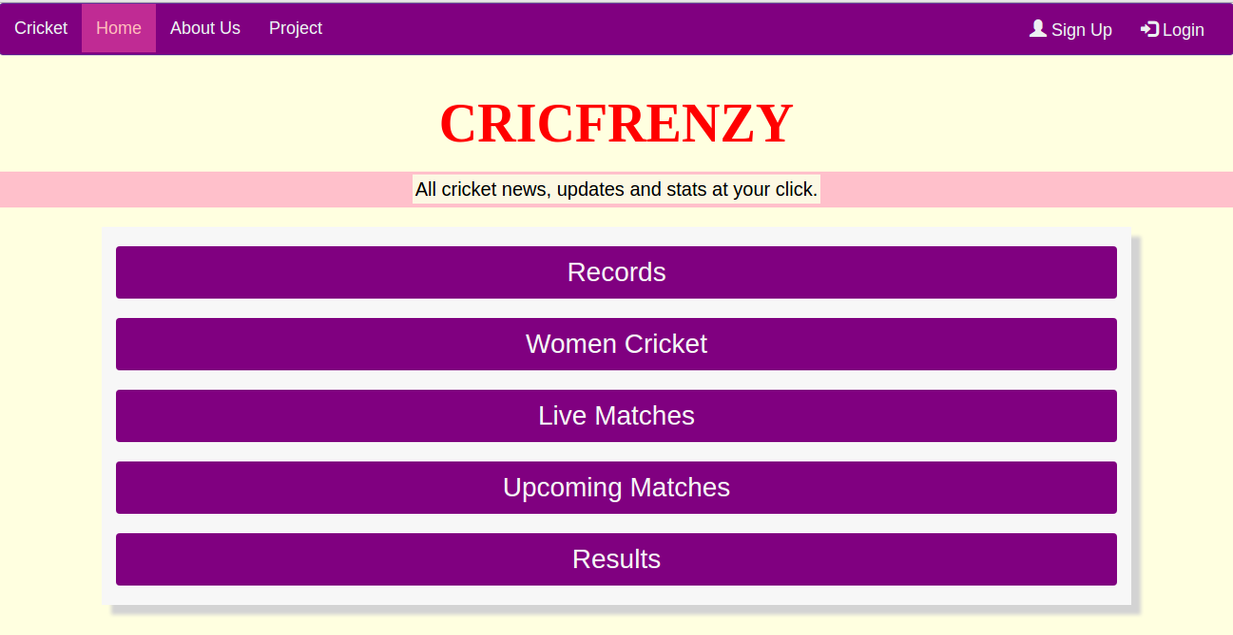 Cricket Home About Us Project Sign Up Login
CRICFRENZY
All cricket news, updates and stats at your click.
Records
Women Cricket
Live Matches
Upcoming Matches
Results